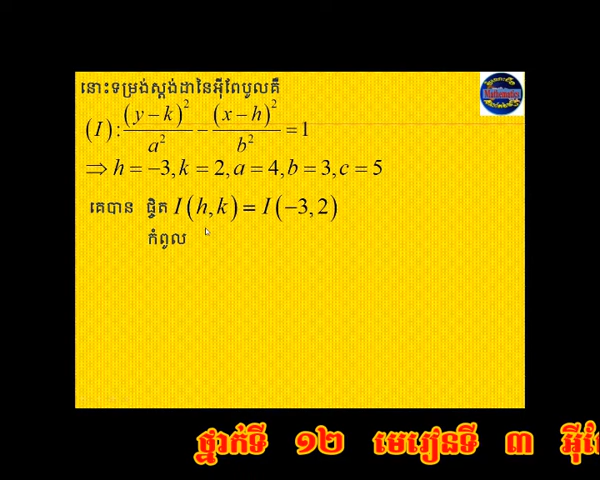 នោះទម្រង់ស្តង់ដានៃអ៊ីពែបូលគឺ
(I): (y−k)²/a² − (x−h)²/b² = 1
⇒ h = −3, k = 2, a = 4, b = 3, c = 5
គេបាន ផ្ចិត I(h,k) = I(−3,2)
កំពូល
ថ្នាក់ទី ១២ មេរៀនទី ៣